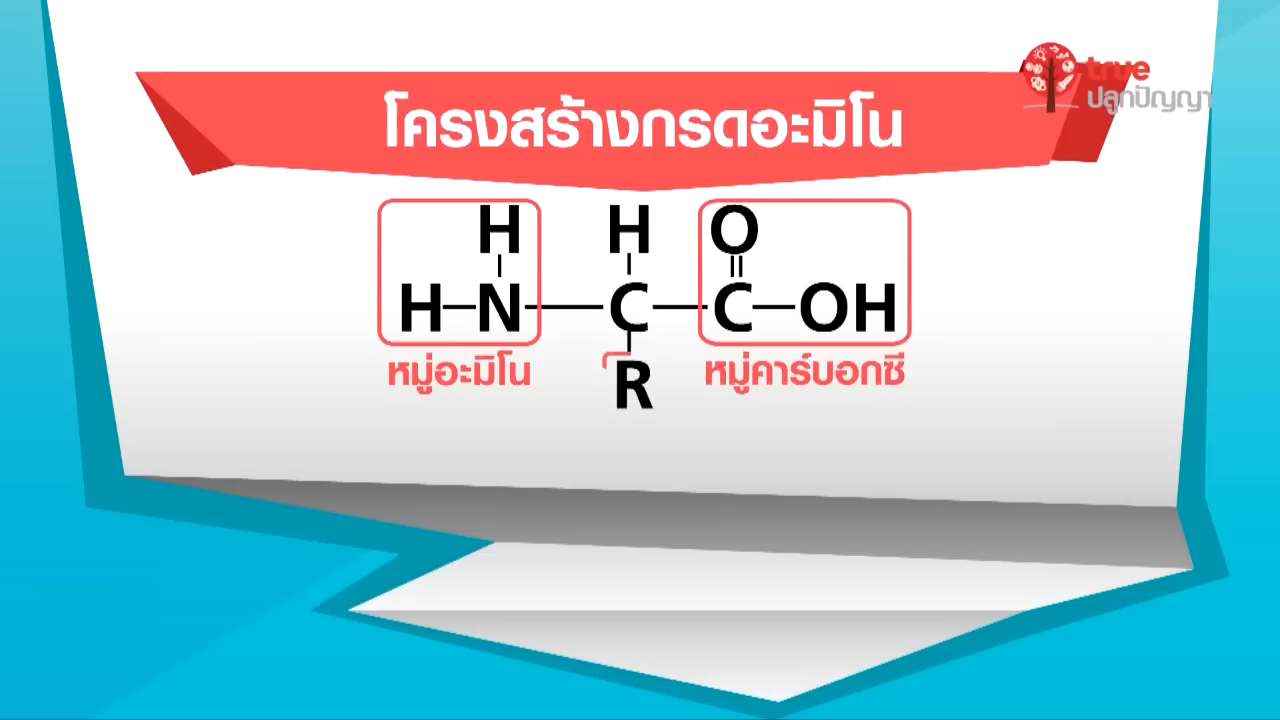 true
ปลูกปัญญา
โครงสร้างกรดอะมิโน
H H O
H—N—C—C—OH
หมู่อะมิโน หมู่คาร์บอกซี
R